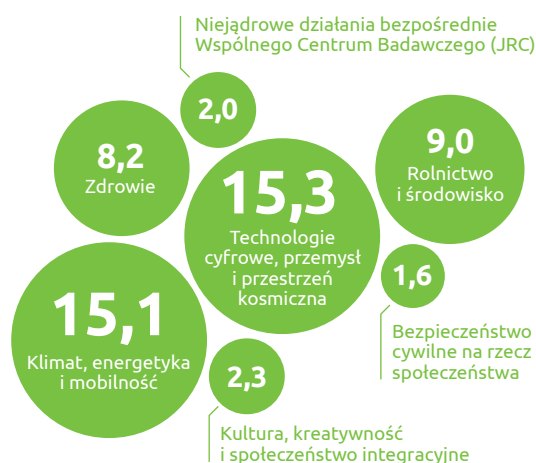 Niejądrowe działania bezpośrednie
Wspólnego Centrum Badawczego (JRC)
2,0
8,2
Zdrowie
9,0
Rolnictwo
i środowisko
15,3
Technologie
cyfrowe, przemysł
i przestrzeń
kosmiczna
1,6
Bezpieczeństwo
cywilne na rzecz
społeczeństwa
15,1
Klimat, energetyka
i mobilność
2,3
Kultura, kreatywność
i społeczeństwo integracyjne